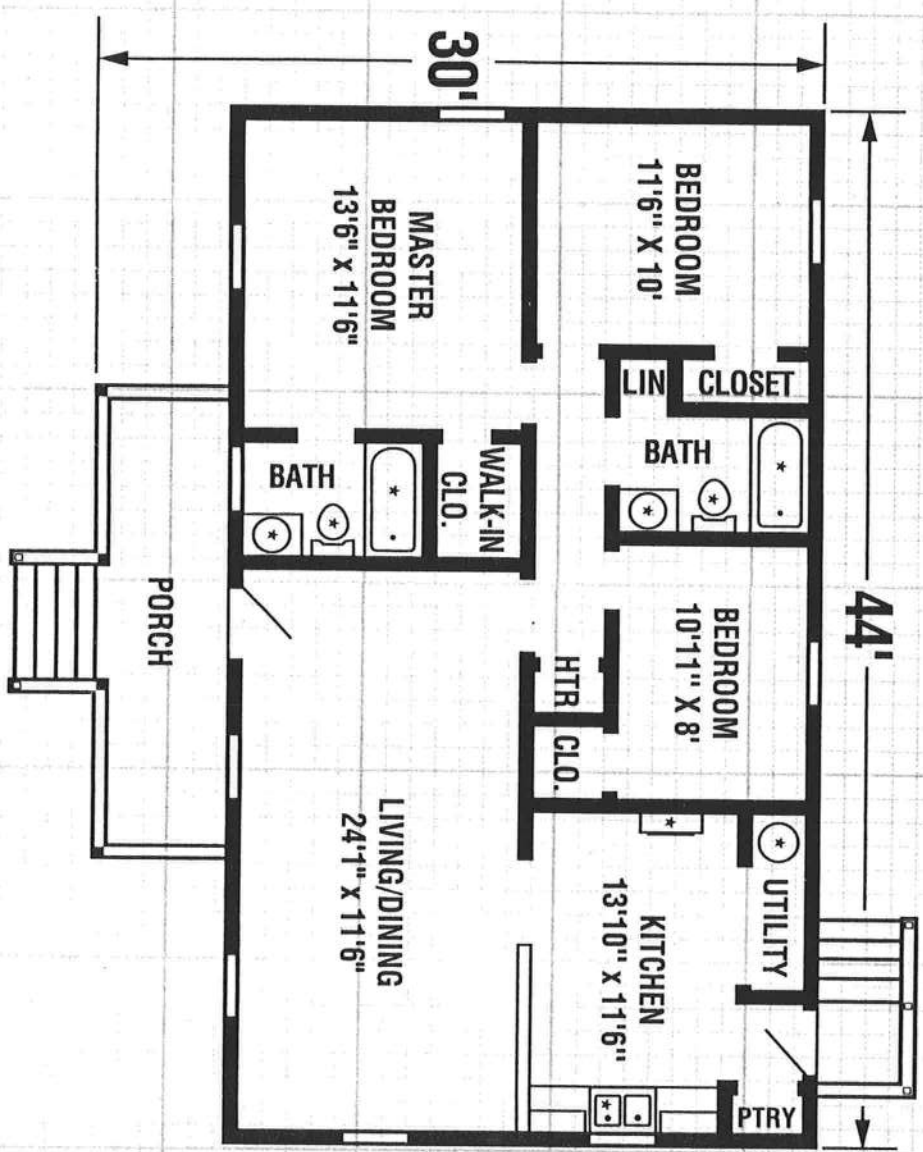 44'
30'
BEDROOM
11'6" X 10'
CLOSET
LIN
BATH
BEDROOM
10'11" X 8'
HTR
CLO.
UTILITY
PTRY
KITCHEN
13'10" x 11'6"
MASTER
BEDROOM
13'6" x 11'6"
WALK-IN
CLO.
BATH
LIVING/DINING
24'1" x 11'6"
PORCH